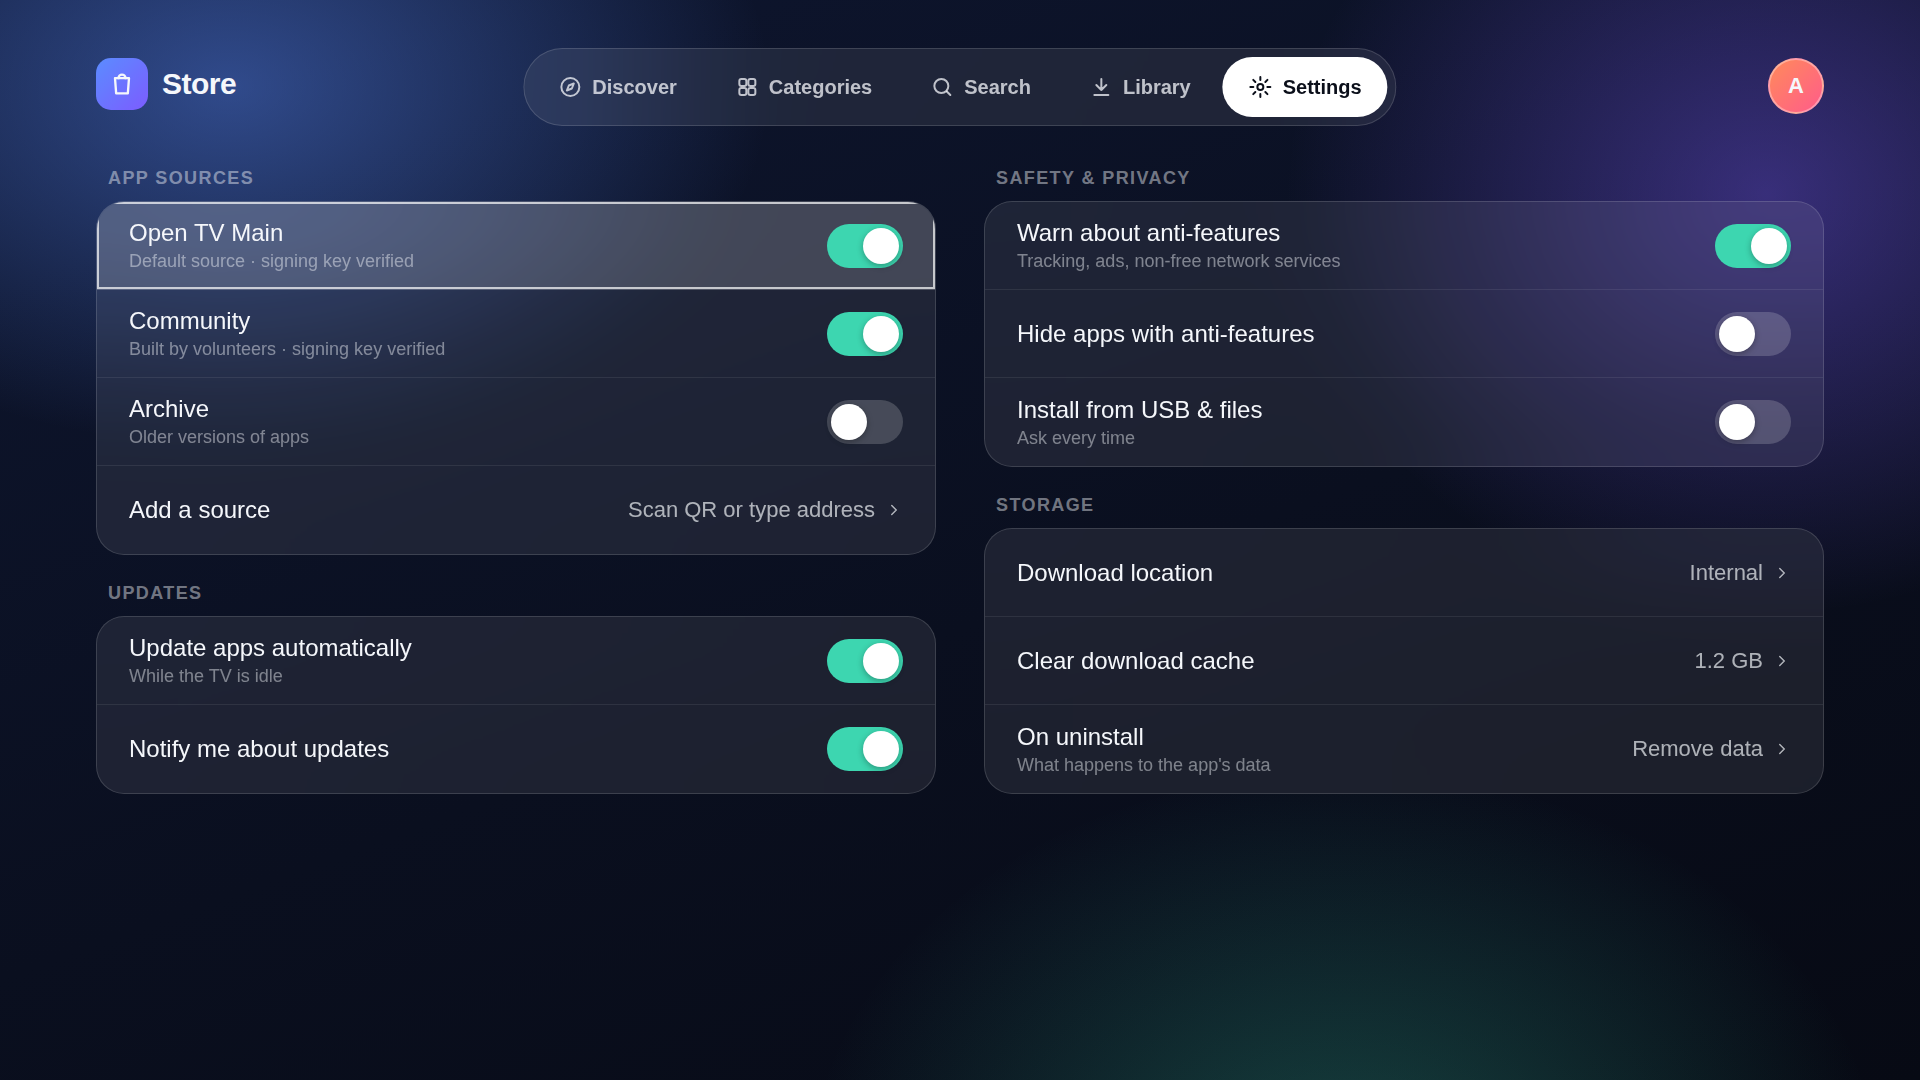 Store
Discover
Categories
Search
Library
Settings
A
APP SOURCES
Open TV Main
Default source · signing key verified
Community
Built by volunteers · signing key verified
Archive
Older versions of apps
Add a source
Scan QR or type address
UPDATES
Update apps automatically
While the TV is idle
Notify me about updates
SAFETY & PRIVACY
Warn about anti-features
Tracking, ads, non-free network services
Hide apps with anti-features
Install from USB & files
Ask every time
STORAGE
Download location
Internal
Clear download cache
1.2 GB
On uninstall
What happens to the app's data
Remove data